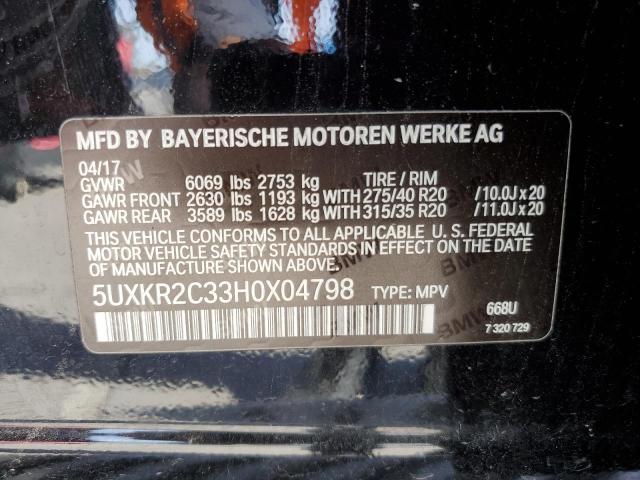 MFD BY BAYERISCHE MOTOREN WERKE AG
04/17
GVWR 6069 lbs 2753 kg TIRE / RIM
GAWR FRONT 2630 lbs 1193 kg WITH 275/40 R20 /10.0J x 20
GAWR REAR 3589 lbs 1628 kg WITH 315/35 R20 /11.0J x 20
THIS VEHICLE CONFORMS TO ALL APPLICABLE U. S. FEDERAL
MOTOR VEHICLE SAFETY STANDARDS IN EFFECT ON THE DATE
OF MANUFACTURE SHOWN ABOVE.
5UXKR2C33H0X04798 TYPE: MPV
668U
7 320 729